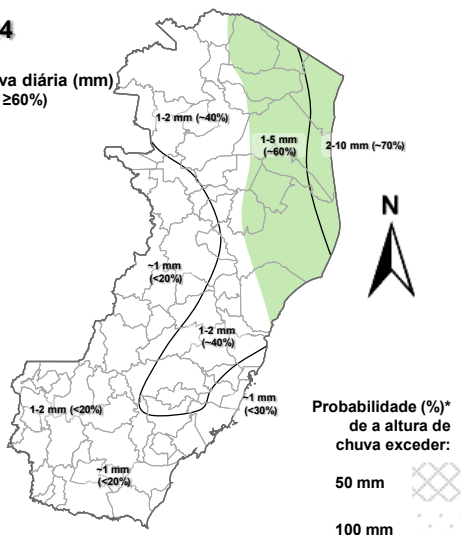 4
va diária (mm)
≥60%)
1-2 mm (~40%)
1-5 mm
(~60%)
2-10 mm (~70%)
N
~1 mm
(<20%)
1-2 mm
(~40%)
~1 mm
(<30%)
1-2 mm (<20%)
~1 mm
(<20%)
Probabilidade (%)*
de a altura de
chuva exceder:
50 mm
100 mm